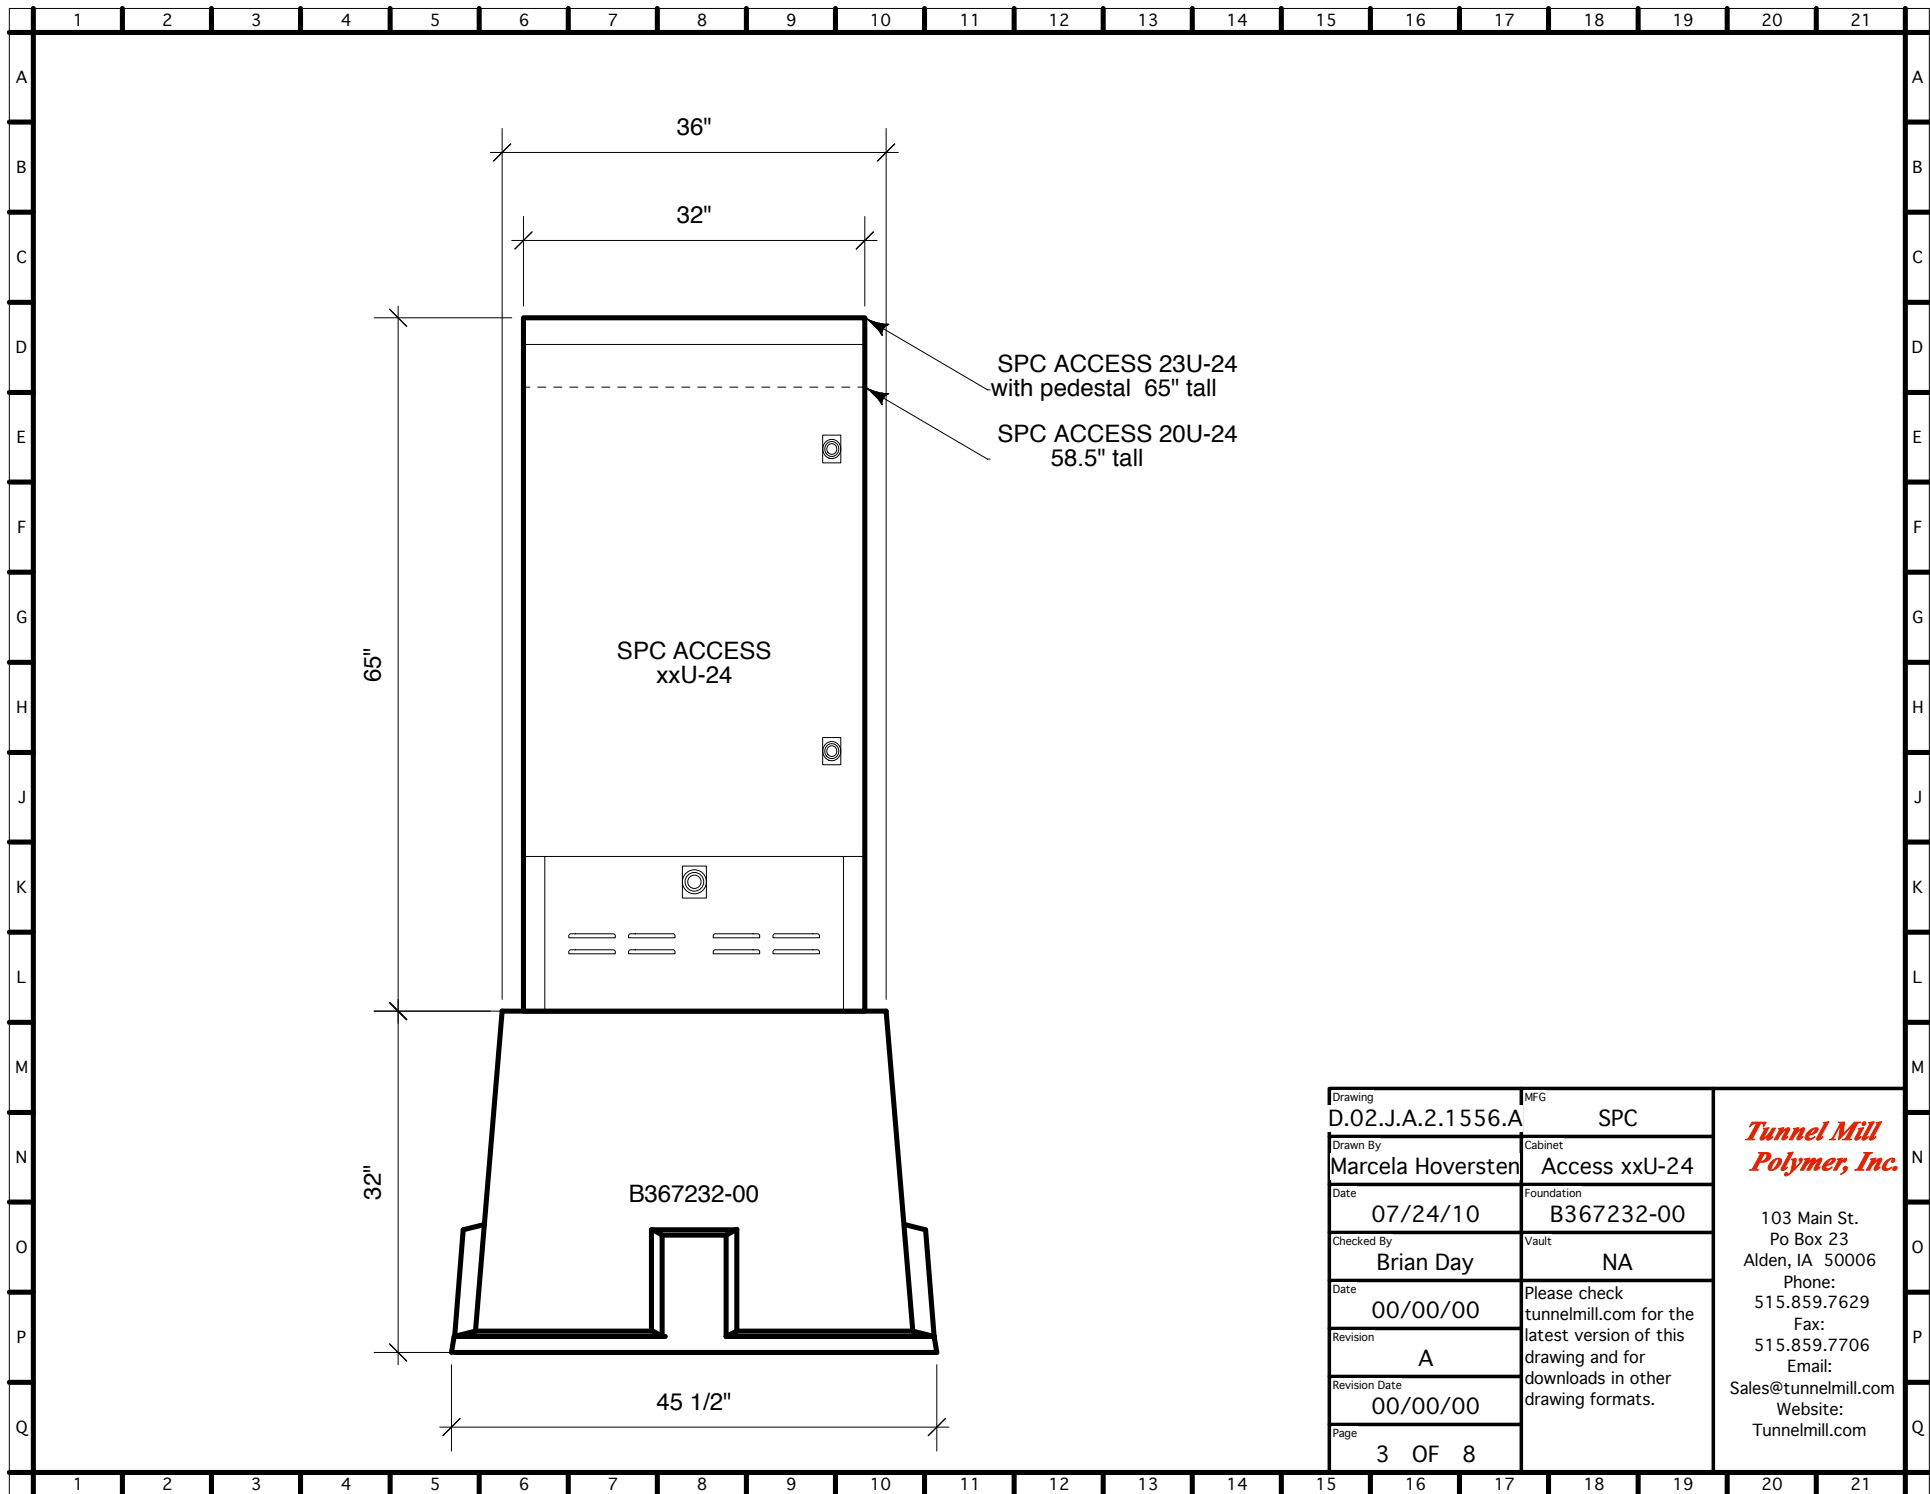 1 2 3 4 5 6 7 8 9 10 11 12 13 14 15 16 17 18 19 20 21
A A
B B
C C
D D
E E
F F
G G
H H
J J
K K
L L
M M
N N
O O
P P
Q Q
36"
32"
SPC ACCESS 23U-24
with pedestal 65" tall
SPC ACCESS 20U-24
58.5" tall
65"
SPC ACCESS
xxU-24
32"
B367232-00
45 1/2"
Drawing
D.02.J.A.2.1556.A
MFG
SPC
Drawn By
Marcela Hoversten
Cabinet
Access xxU-24
Date
07/24/10
Foundation
B367232-00
Checked By
Brian Day
Vault
NA
Date
00/00/00
Revision
A
Revision Date
00/00/00
Page
3 OF 8
Please check
tunnelmill.com for the
latest version of this
drawing and for
downloads in other
drawing formats.
Tunnel Mill
Polymer, Inc.
103 Main St.
Po Box 23
Alden, IA 50006
Phone:
515.859.7629
Fax:
515.859.7706
Email:
Sales@tunnelmill.com
Website:
Tunnelmill.com
1 2 3 4 5 6 7 8 9 10 11 12 13 14 15 16 17 18 19 20 21